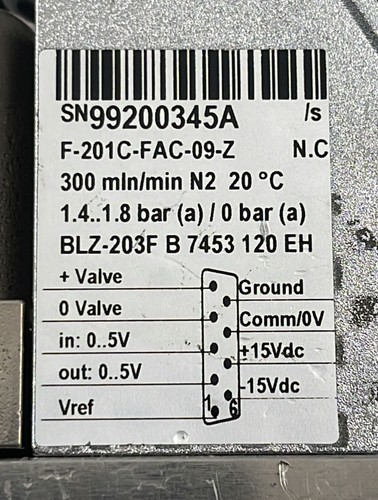 SN99200345A /s
F-201C-FAC-09-Z N.C
300 mln/min N2 20 °C
1.4..1.8 bar (a) / 0 bar (a)
BLZ-203F B 7453 120 EH
+ Valve
Ground
0 Valve
Comm/0V
in: 0..5V
+15Vdc
out: 0..5V
-15Vdc
Vref
1 6